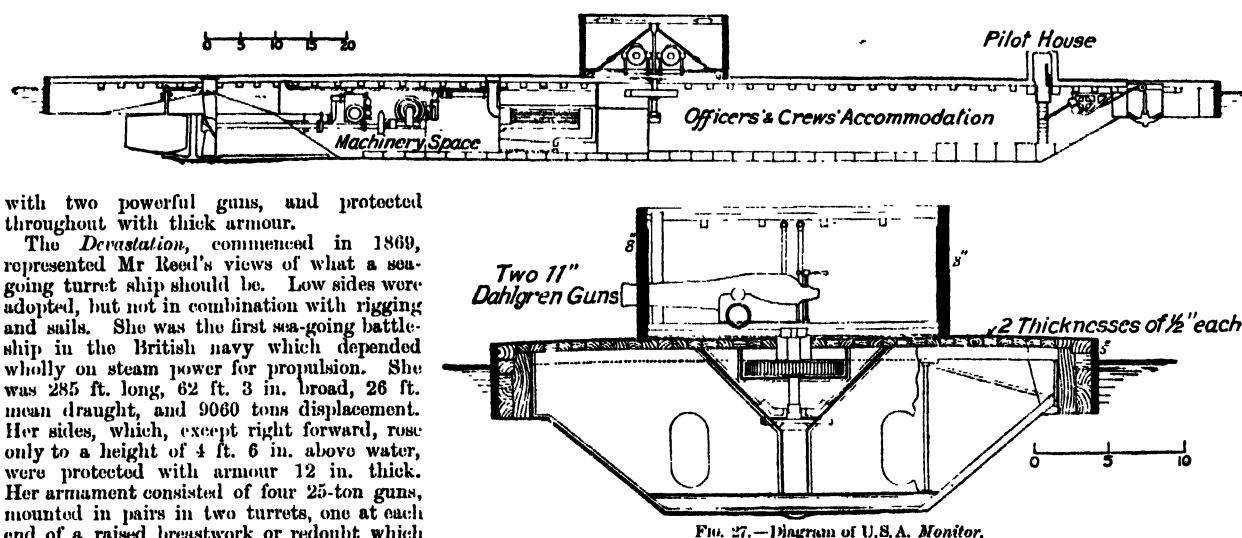 0 5 10 15 20
Pilot House
Officers & Crews' Accommodation
Machinery Space
with two powerful guns, and protected
throughout with thick armour.
The Devastation, commenced in 1869,
represented Mr Reed's views of what a sea-
going turret ship should be. Low sides were
adopted, but not in combination with rigging
and sails. She was the first sea-going battle-
ship in the British navy which depended
wholly on steam power for propulsion. She
was 285 ft. long, 62 ft. 3 in. broad, 26 ft.
mean draught, and 9060 tons displacement.
Her sides, which, except right forward, rose
only to a height of 4 ft. 6 in. above water,
were protected with armour 12 in. thick.
Her armament consisted of four 25-ton guns,
mounted in pairs in two turrets, one at each
end of a raised breastwork or redoubt which
8"
8"
Two 11"
Dahlgren Guns
2 Thicknesses of ½" each
5"
0 5 10
FIG. 27.—Diagram of U.S.A. Monitor.